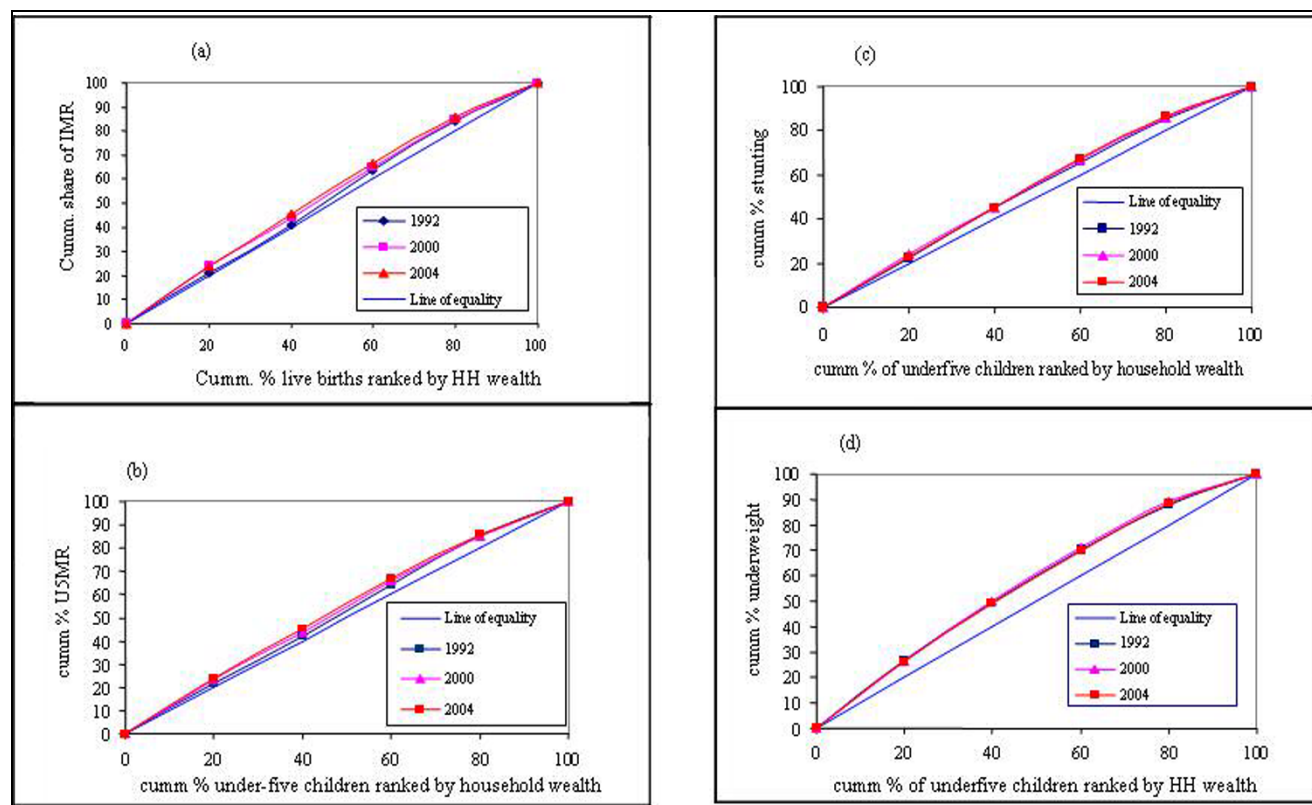 (a)
Cumm. share of IMR
100
90
80
70
60
50
40
30
20
10
0
1992
2000
2004
Line of equality
0 20 40 60 80 100
Cumm. % live births ranked by HH wealth
(c)
cumm % stunting
100
80
60
40
20
0
Line of equality
1992
2000
2004
0 20 40 60 80 100
cumm % of underfive children ranked by household wealth
(b)
cumm % U5MR
100
90
80
70
60
50
40
30
20
10
0
Line of equality
1992
2000
2004
0 20 40 60 80 100
cumm % under-five children ranked by household wealth
(d)
cumm % underweight
100
90
80
70
60
50
40
30
20
10
0
Line of equality
1992
2000
2004
0 20 40 60 80 100
cumm % of underfive children ranked by HH wealth